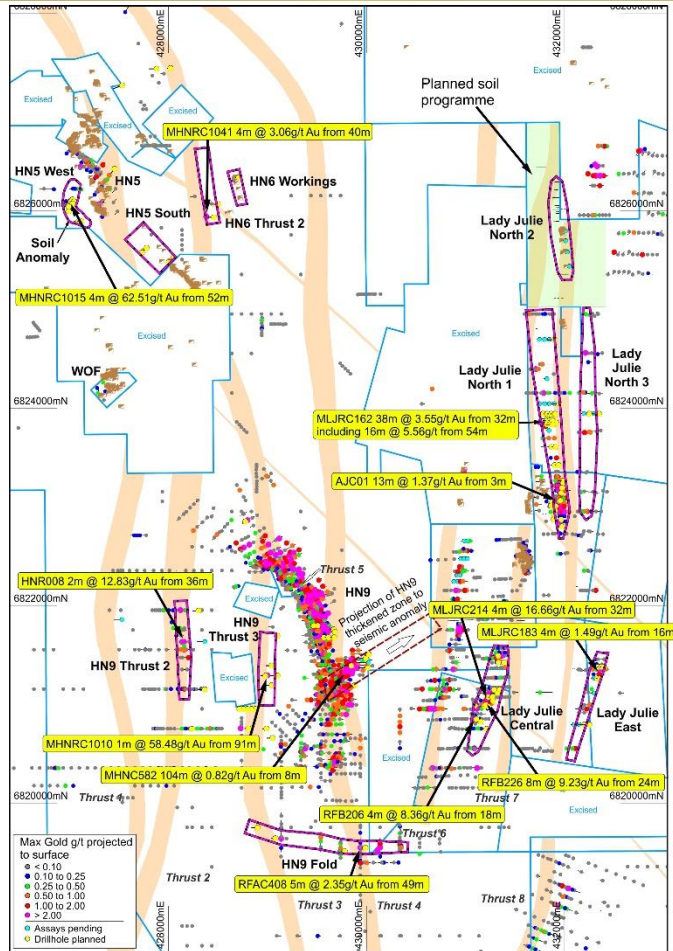 6828000mN
428000mE
430000mE
432000mE
Excised
Planned soil
programme
Excised
Excised
Excised
MHNRC1041 4m @ 3.06g/t Au from 40m
HN5 West
HN5
HN6 Workings
6826000mN
HN5 South
HN6 Thrust 2
Soil
Anomaly
Lady Julie
North 2
MHNRC1015 4m @ 62.51g/t Au from 52m
Excised
Excised
WOF
Lady Julie
North 1
Lady
Julie
North 3
6824000mN
MLJRC162 38m @ 3.55g/t Au from 32m
including 16m @ 5.56g/t from 54m
AJC01 13m @ 1.37g/t Au from 3m
Thrust 5
HNR008 2m @ 12.83g/t Au from 36m
Excised
HN9
Projection of HN9
thickened zone to
seismic anomaly
MLJRC214 4m @ 16.66g/t Au from 32m
6822000mN
HN9
Thrust 3
MLJRC183 4m @ 1.49g/t Au from 16m
HN9 Thrust 2
Excised
Lady Julie
Central
Lady Julie
East
MHNRC1010 1m @ 58.48g/t Au from 91m
MHNC582 104m @ 0.82g/t Au from 8m
RFB226 8m @ 9.23g/t Au from 24m
Thrust 4
Thrust 7
Excised
6820000mN
RFB206 4m @ 8.36g/t Au from 18m
Thrust 6
HN9 Fold
Thrust 2
RFAC408 5m @ 2.35g/t Au from 49m
Thrust 3
Thrust 4
Thrust 8
Max Gold g/t projected
to surface
< 0.10
0.10 to 0.25
0.25 to 0.50
0.50 to 1.00
1.00 to 2.00
> 2.00
Assays pending
Drillhole planned
428000mE
430000mE
432000mE